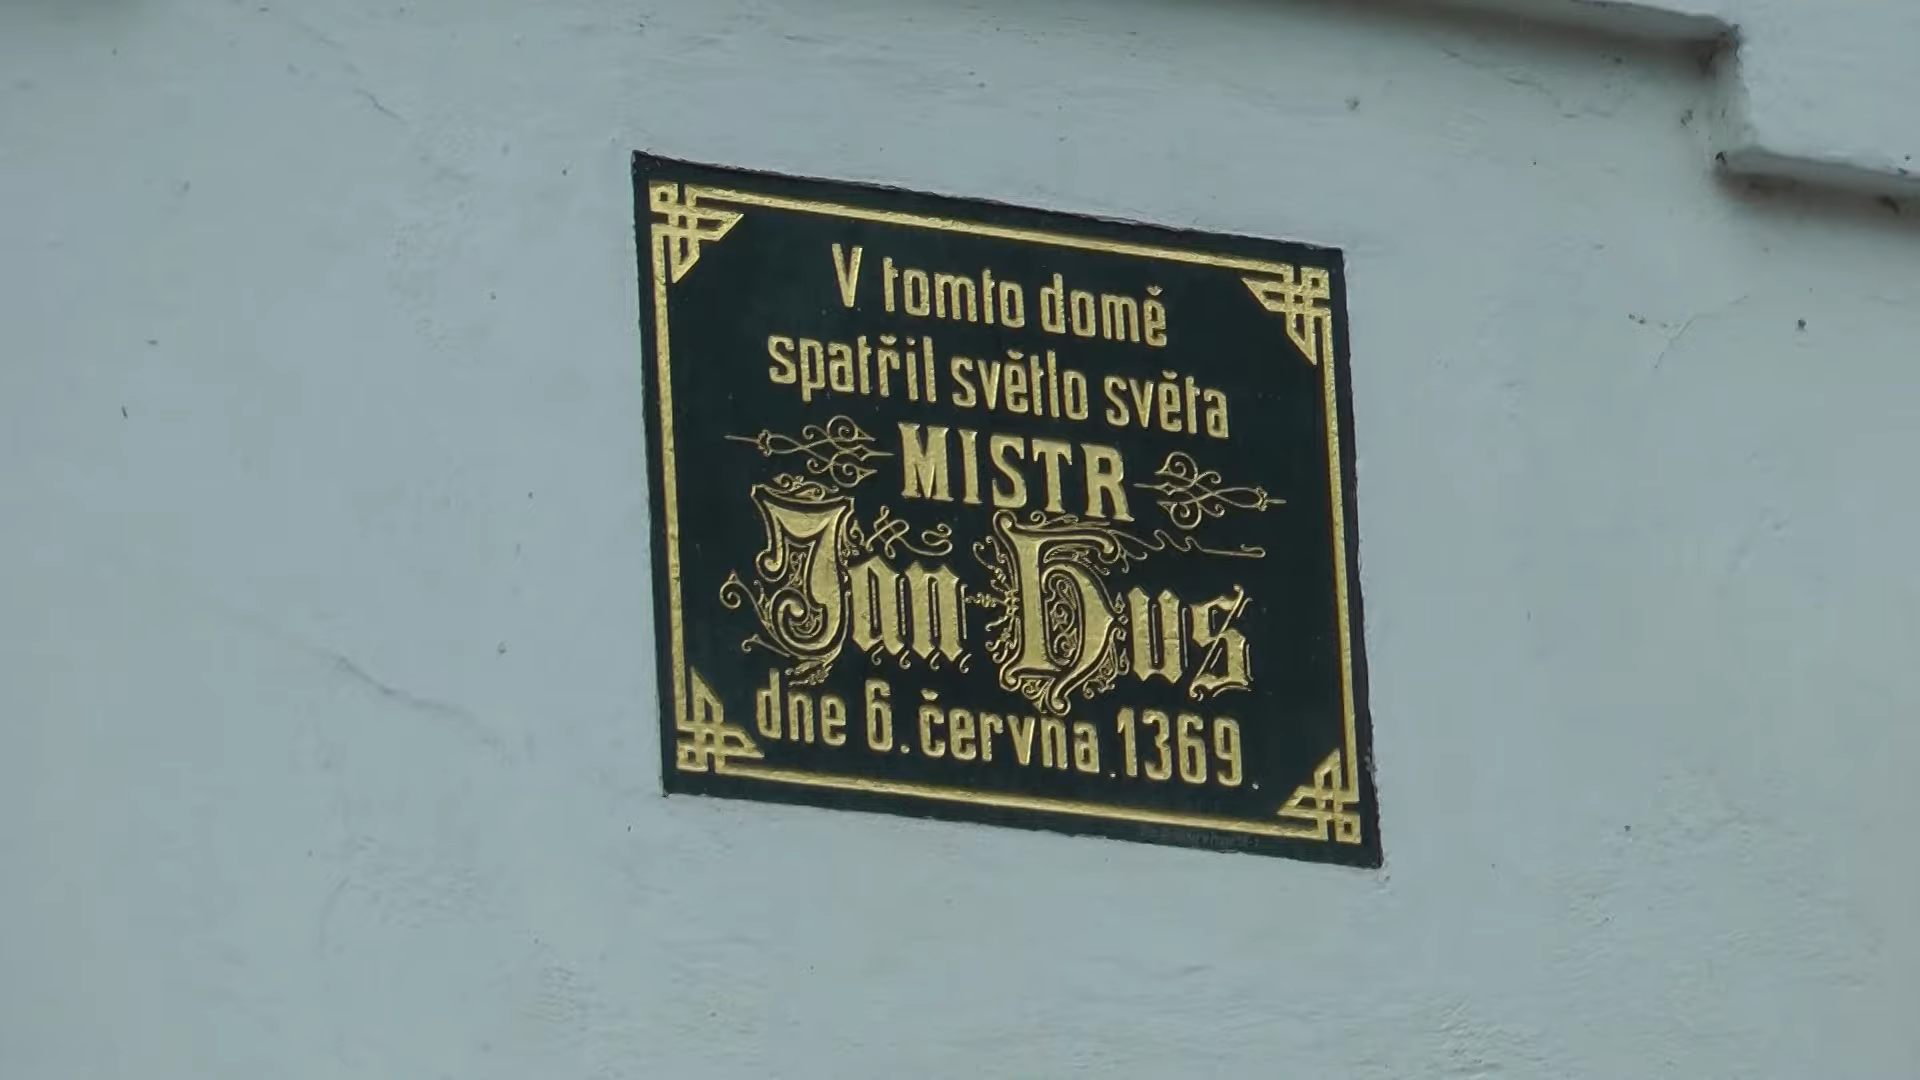 V tomto domě
spatřil světlo světa
MISTR
Jan Hus
dne 6. června 1369.